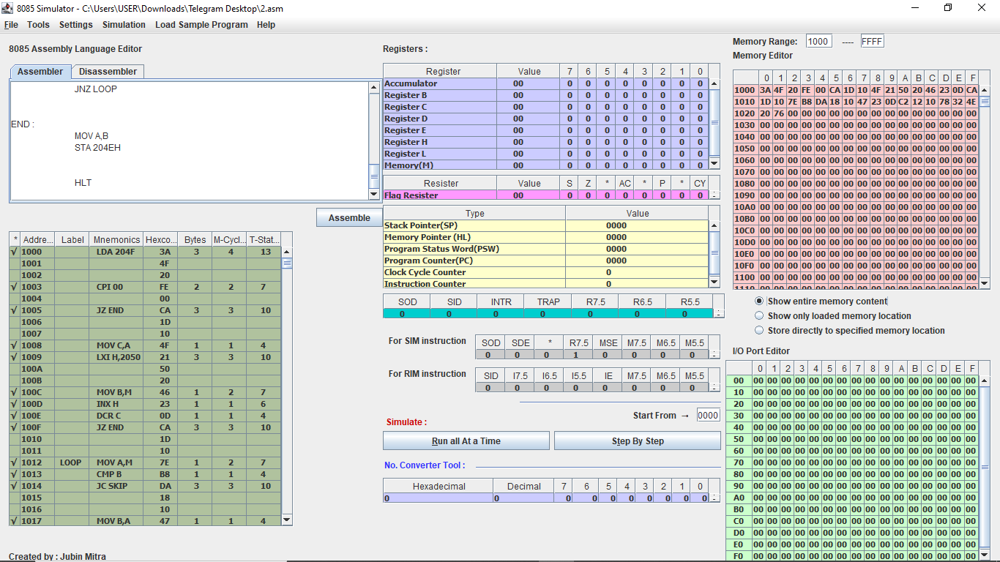 8085 Simulator - C:\Users\USER\Downloads\Telegram Desktop\2.asm
File Tools Settings Simulation Load Sample Program Help
8085 Assembly Language Editor
Assembler Disassembler
JNZ LOOP
END :
MOV A,B
STA 204EH
HLT
Assemble
* Addre... Label Mnemonics Hexco... Bytes M-Cycl... T-Stat...
√ 1000 LDA 204F 3A 3 4 13
1001 4F
1002 20
√ 1003 CPI 00 FE 2 2 7
1004 00
√ 1005 JZ END CA 3 3 10
1006 1D
1007 10
√ 1008 MOV C,A 4F 1 1 4
√ 1009 LXI H,2050 21 3 3 10
100A 50
100B 20
√ 100C MOV B,M 46 1 2 7
√ 100D INX H 23 1 1 6
√ 100E DCR C 0D 1 1 4
√ 100F JZ END CA 3 3 10
1010 1D
1011 10
√ 1012 LOOP MOV A,M 7E 1 2 7
√ 1013 CMP B B8 1 1 4
√ 1014 JC SKIP DA 3 3 10
1015 18
1016 10
√ 1017 MOV B,A 47 1 1 4
Created by : Jubin Mitra
Registers :
Register Value 7 6 5 4 3 2 1 0
Accumulator 00 0 0 0 0 0 0 0 0
Register B 00 0 0 0 0 0 0 0 0
Register C 00 0 0 0 0 0 0 0 0
Register D 00 0 0 0 0 0 0 0 0
Register E 00 0 0 0 0 0 0 0 0
Register H 00 0 0 0 0 0 0 0 0
Register L 00 0 0 0 0 0 0 0 0
Memory(M) 00 0 0 0 0 0 0 0 0
Resister Value S Z * AC * P * CY
Flag Resister 00 0 0 0 0 0 0 0 0
Type Value
Stack Pointer(SP) 0000
Memory Pointer (HL) 0000
Program Status Word(PSW) 0000
Program Counter(PC) 0000
Clock Cycle Counter 0
Instruction Counter 0
SOD SID INTR TRAP R7.5 R6.5 R5.5
0 0 0 0 0 0 0
For SIM instruction
SOD SDE * R7.5 MSE M7.5 M6.5 M5.5
0 0 0 1 0 0 0 0
For RIM instruction
SID I7.5 I6.5 I5.5 IE M7.5 M6.5 M5.5
0 0 0 0 0 0 0 0
Start From → 0000
Simulate :
Run all At a Time Step By Step
No. Converter Tool :
Hexadecimal Decimal 7 6 5 4 3 2 1 0
0 0 0 0 0 0 0 0 0 0
Memory Range: 1000 ---- FFFF
Memory Editor
0 1 2 3 4 5 6 7 8 9 A B C D E F
1000 3A 4F 20 FE 00 CA 1D 10 4F 21 50 20 46 23 0D CA
1010 1D 10 7E B8 DA 18 10 47 23 0D C2 12 10 78 32 4E
1020 20 76 00 00 00 00 00 00 00 00 00 00 00 00 00 00
1030 00 00 00 00 00 00 00 00 00 00 00 00 00 00 00 00
1040 00 00 00 00 00 00 00 00 00 00 00 00 00 00 00 00
1050 00 00 00 00 00 00 00 00 00 00 00 00 00 00 00 00
1060 00 00 00 00 00 00 00 00 00 00 00 00 00 00 00 00
1070 00 00 00 00 00 00 00 00 00 00 00 00 00 00 00 00
1080 00 00 00 00 00 00 00 00 00 00 00 00 00 00 00 00
1090 00 00 00 00 00 00 00 00 00 00 00 00 00 00 00 00
10A0 00 00 00 00 00 00 00 00 00 00 00 00 00 00 00 00
10B0 00 00 00 00 00 00 00 00 00 00 00 00 00 00 00 00
10C0 00 00 00 00 00 00 00 00 00 00 00 00 00 00 00 00
10D0 00 00 00 00 00 00 00 00 00 00 00 00 00 00 00 00
10E0 00 00 00 00 00 00 00 00 00 00 00 00 00 00 00 00
10F0 00 00 00 00 00 00 00 00 00 00 00 00 00 00 00 00
1100 00 00 00 00 00 00 00 00 00 00 00 00 00 00 00 00
Show entire memory content
Show only loaded memory location
Store directly to specified memory location
I/O Port Editor
0 1 2 3 4 5 6 7 8 9 A B C D E F
00 00 00 00 00 00 00 00 00 00 00 00 00 00 00 00 00
10 00 00 00 00 00 00 00 00 00 00 00 00 00 00 00 00
20 00 00 00 00 00 00 00 00 00 00 00 00 00 00 00 00
30 00 00 00 00 00 00 00 00 00 00 00 00 00 00 00 00
40 00 00 00 00 00 00 00 00 00 00 00 00 00 00 00 00
50 00 00 00 00 00 00 00 00 00 00 00 00 00 00 00 00
60 00 00 00 00 00 00 00 00 00 00 00 00 00 00 00 00
70 00 00 00 00 00 00 00 00 00 00 00 00 00 00 00 00
80 00 00 00 00 00 00 00 00 00 00 00 00 00 00 00 00
90 00 00 00 00 00 00 00 00 00 00 00 00 00 00 00 00
A0 00 00 00 00 00 00 00 00 00 00 00 00 00 00 00 00
B0 00 00 00 00 00 00 00 00 00 00 00 00 00 00 00 00
C0 00 00 00 00 00 00 00 00 00 00 00 00 00 00 00 00
D0 00 00 00 00 00 00 00 00 00 00 00 00 00 00 00 00
E0 00 00 00 00 00 00 00 00 00 00 00 00 00 00 00 00
F0 00 00 00 00 00 00 00 00 00 00 00 00 00 00 00 00